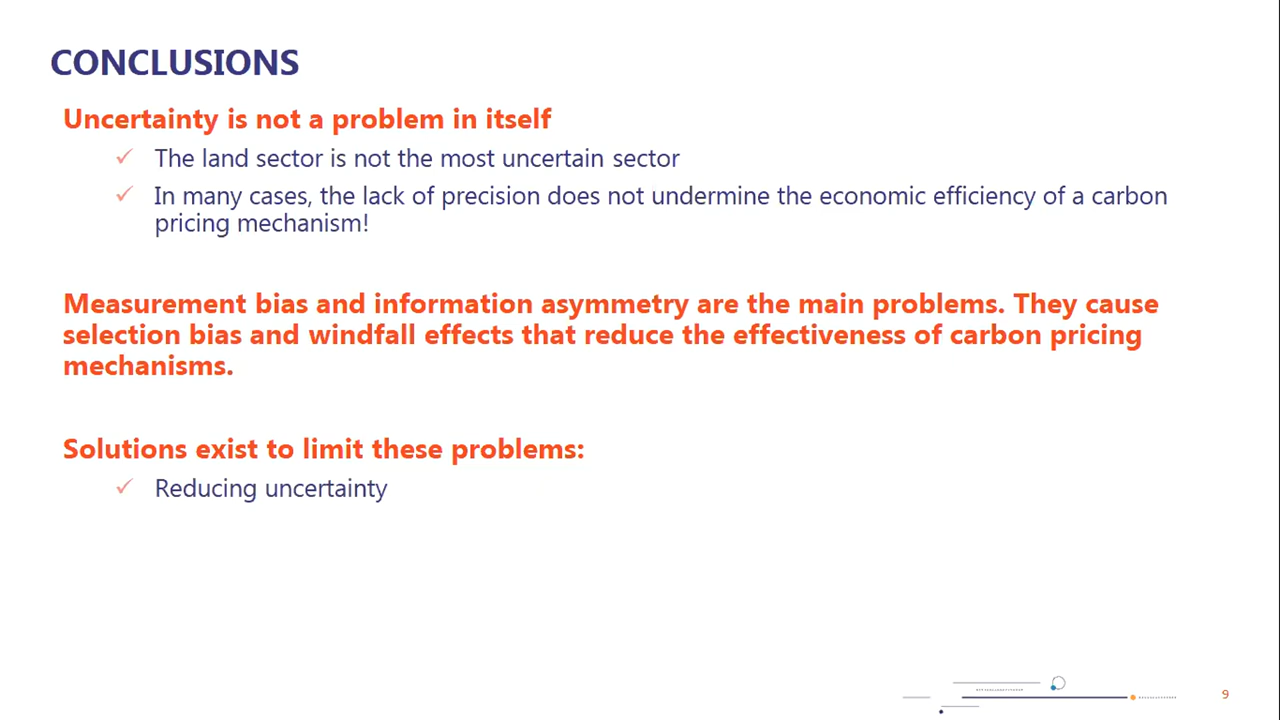 CONCLUSIONS
Uncertainty is not a problem in itself
✓ The land sector is not the most uncertain sector
✓ In many cases, the lack of precision does not undermine the economic efficiency of a carbon
pricing mechanism!
Measurement bias and information asymmetry are the main problems. They cause
selection bias and windfall effects that reduce the effectiveness of carbon pricing
mechanisms.
Solutions exist to limit these problems:
✓ Reducing uncertainty
9